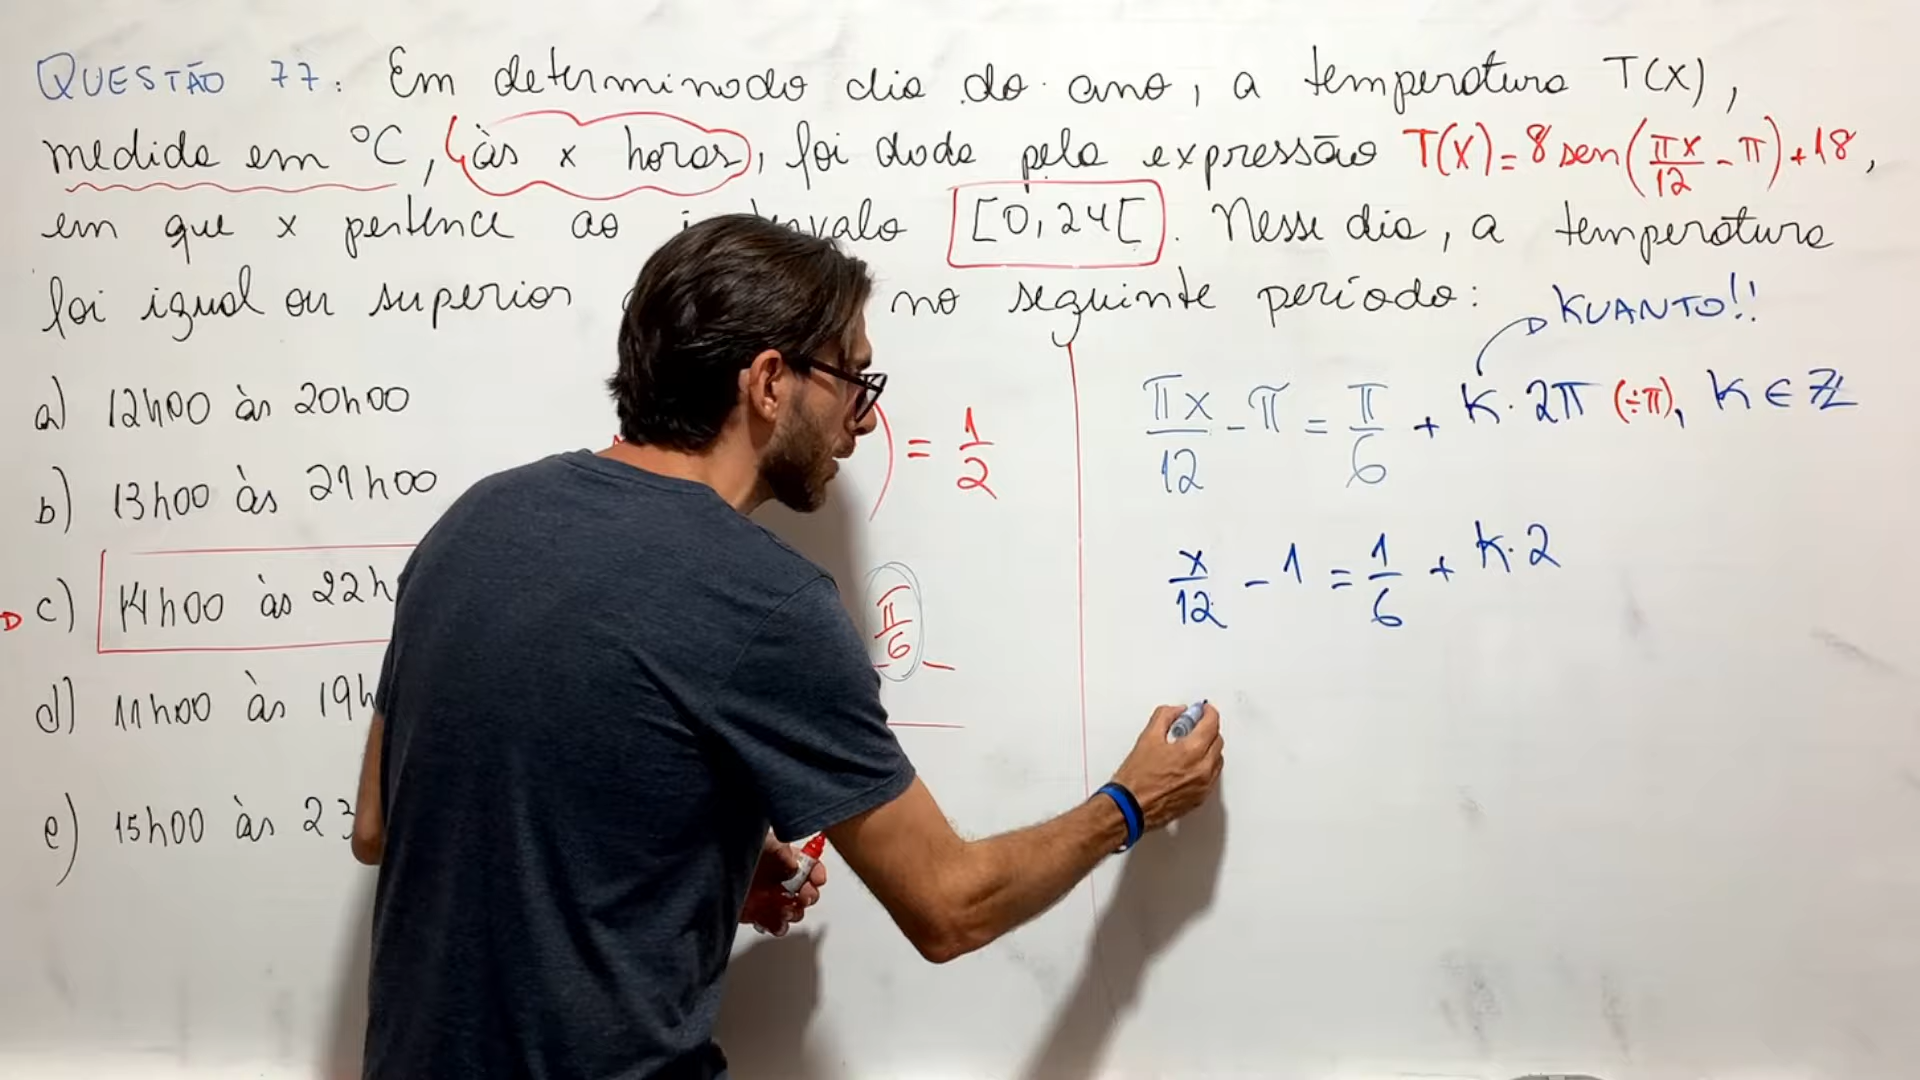 QUESTÃO 77: Em determinado dia do ano, a temperatura T(X),
medida em °C, (às x horas), foi dada pela expressão T(X)=8 sen(πx/12 - π)+18,
em que x pertence ao [0,24[. Nesse dia, a temperatura
foi igual ou superior no seguinte período:
KUANTO!!
a) 12h00 às 20h00
b) 13h00 às 21h00
c) 14h00 às 22h
d) 11h00 às 19h
e) 15h00 às 23
) = 1/2
π/6
πx/12 - π = π/6 + K·2π (÷π), K ∈ ℤ
x/12 - 1 = 1/6 + K·2